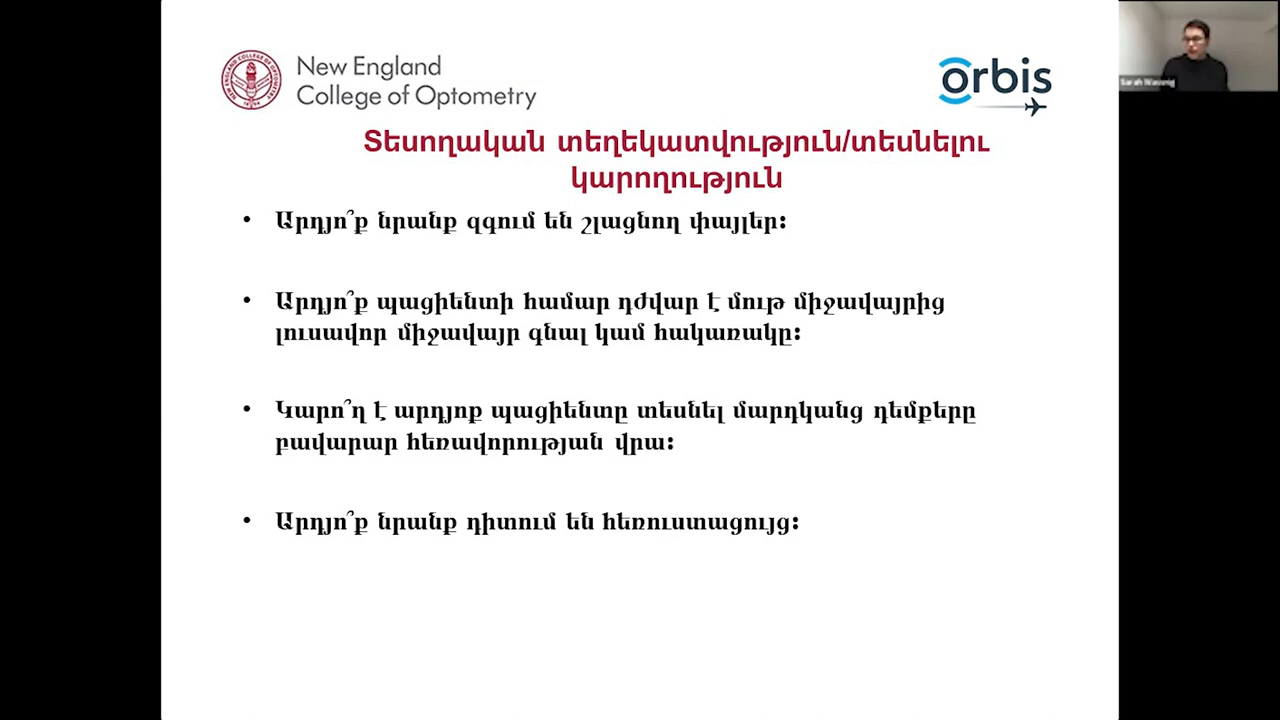 New England
College of Optometry
orbis
Տեսողական տեղեկատվություն/տեսնելու
կարողություն
• Արդյո՞ք նրանք զգում են շլացնող փայլեր:
• Արդյո՞ք պացիենտի համար դժվար է մութ միջավայրից
լուսավոր միջավայր գնալ կամ հակառակը:
• Կարո՞ղ է արդյոք պացիենտը տեսնել մարդկանց դեմքերը
բավարար հեռավորության վրա:
• Արդյո՞ք նրանք դիտում են հեռուստացույց: